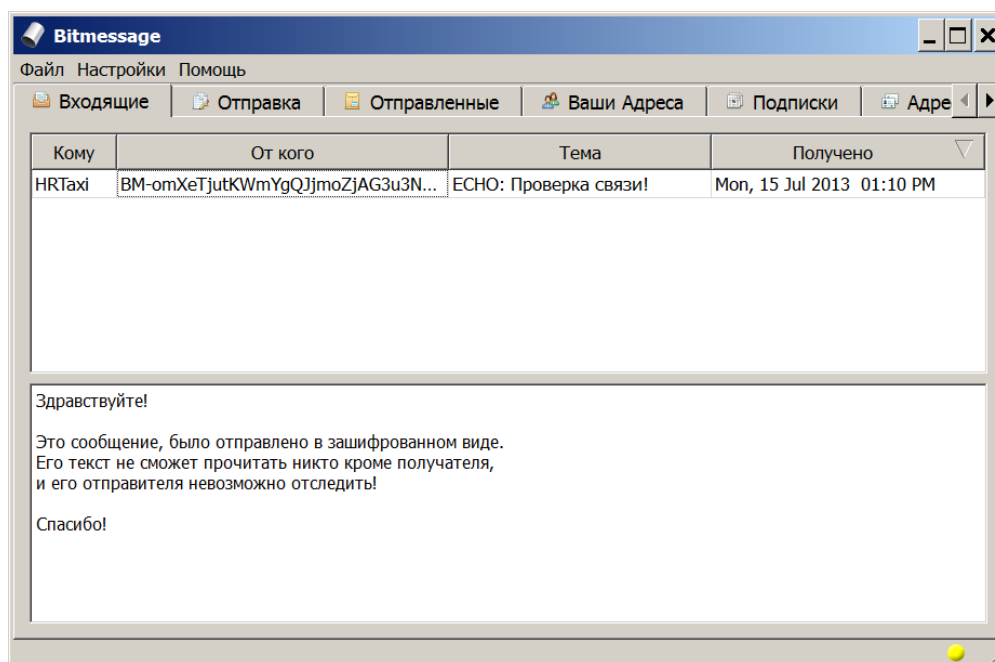 Bitmessage
Файл Настройки Помощь
Входящие Отправка Отправленные Ваши Адреса Подписки Адре
Кому От кого Тема Получено
HRTaxi BM-omXeTjutKWmYgQJjmoZjAG3u3N... ECHO: Проверка связи! Mon, 15 Jul 2013 01:10 PM
Здравствуйте!
Это сообщение, было отправлено в зашифрованном виде.
Его текст не сможет прочитать никто кроме получателя,
и его отправителя невозможно отследить!
Спасибо!